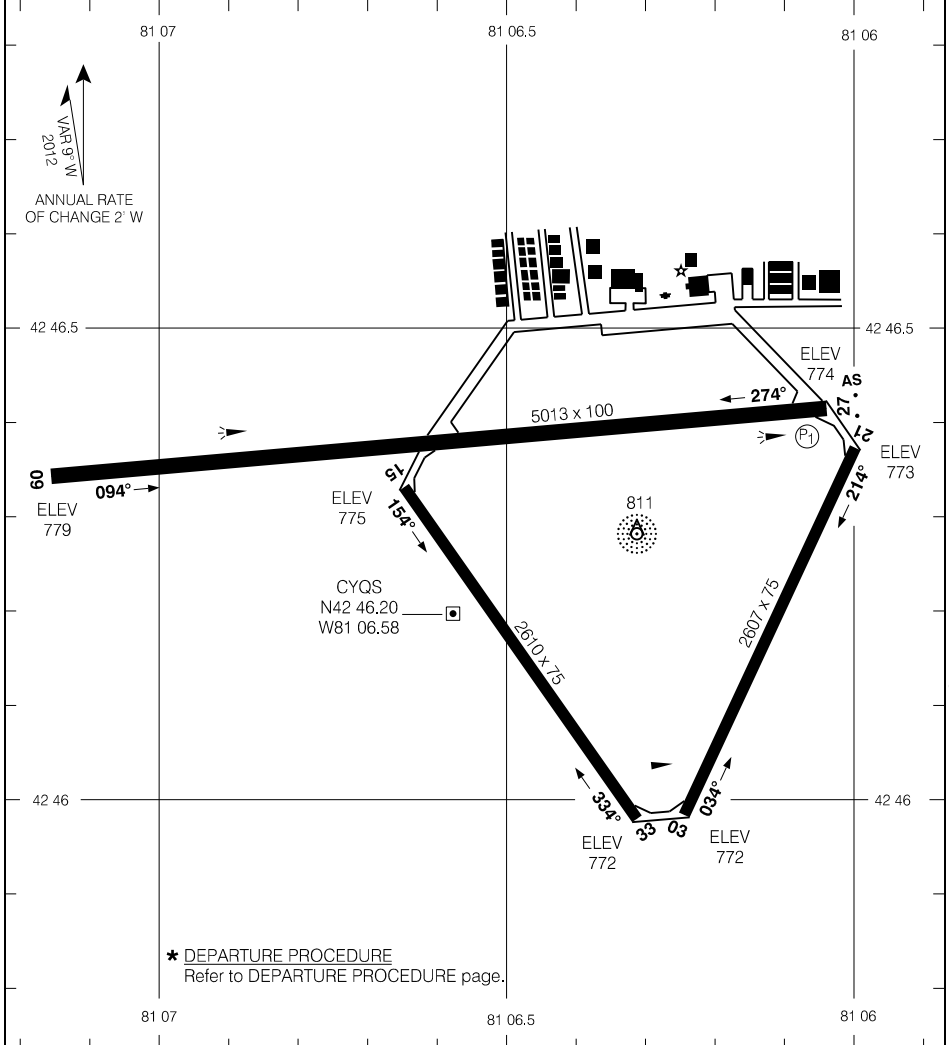 81 07
81 06.5
81 06
VAR 9° W
2012
ANNUAL RATE
OF CHANGE 2' W
42 46.5
42 46.5
ELEV
774
AS
274°
27
5013 x 100
P1
21
ELEV
773
214°
09
094°
ELEV
779
15
ELEV
775
154°
811
CYQS
N42 46.20
W81 06.58
2610 x 75
2607 x 75
42 46
42 46
334°
034°
33
03
ELEV
772
ELEV
772
* DEPARTURE PROCEDURE
Refer to DEPARTURE PROCEDURE page.
81 07
81 06.5
81 06